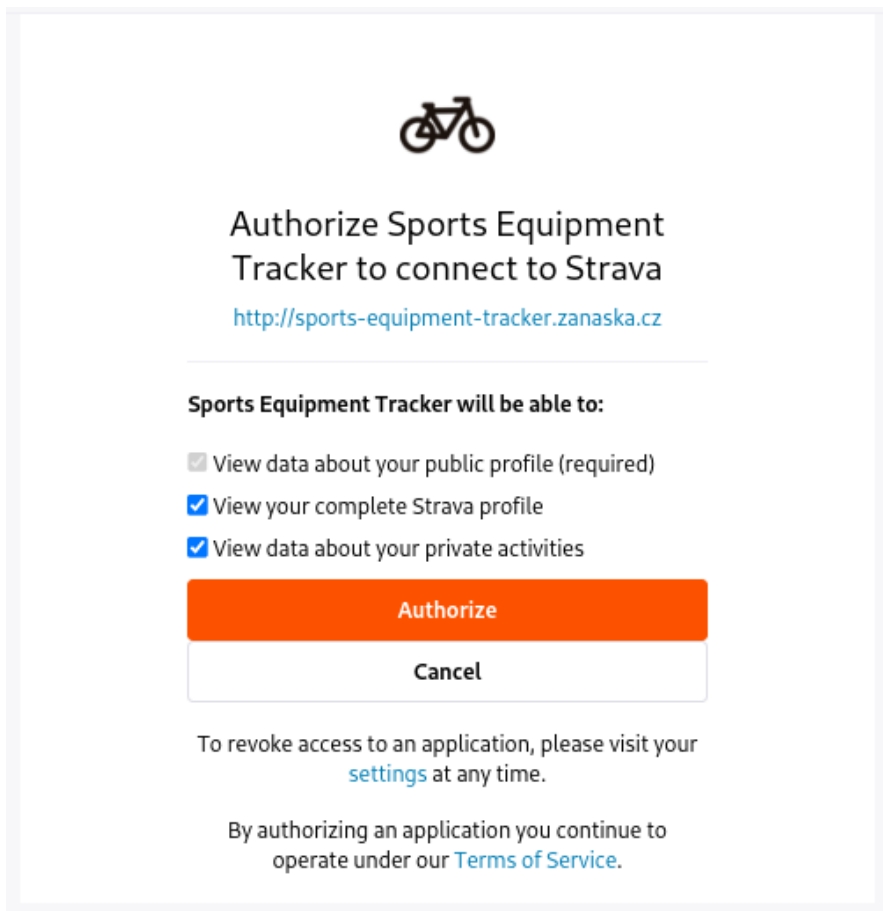 Authorize Sports Equipment
Tracker to connect to Strava
http://sports-equipment-tracker.zanaska.cz
Sports Equipment Tracker will be able to:
View data about your public profile (required)
View your complete Strava profile
View data about your private activities
Authorize
Cancel
To revoke access to an application, please visit your
settings at any time.
By authorizing an application you continue to
operate under our Terms of Service.